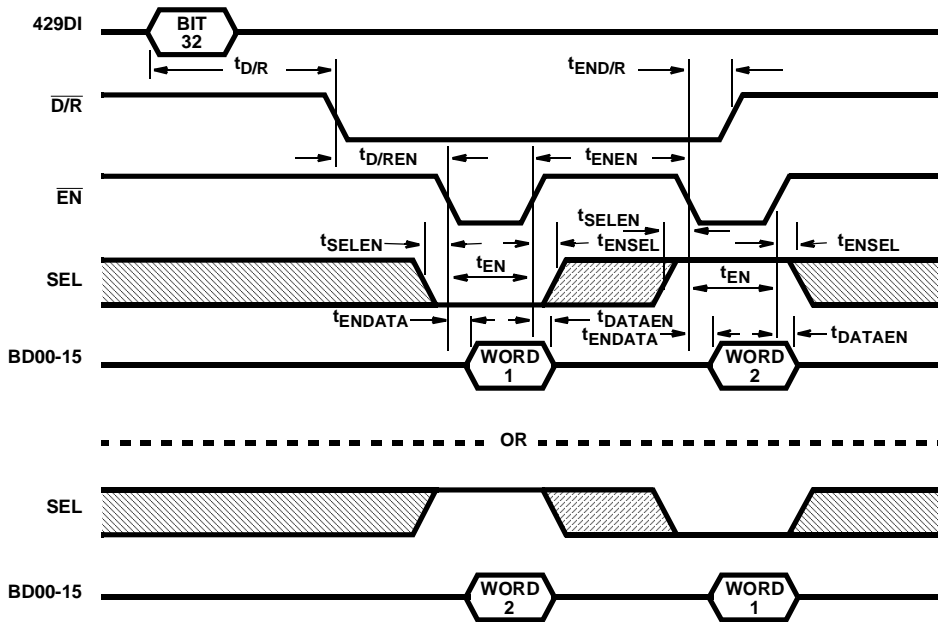 429DI
BIT
32
tD/R
tEND/R
D/R
tD/REN
tENEN
EN
tSELEN
tSELEN
tENSEL
tENSEL
SEL
tEN
tEN
tENDATA
tDATAEN
tENDATA
tDATAEN
BD00-15
WORD
1
WORD
2
OR
SEL
BD00-15
WORD
2
WORD
1